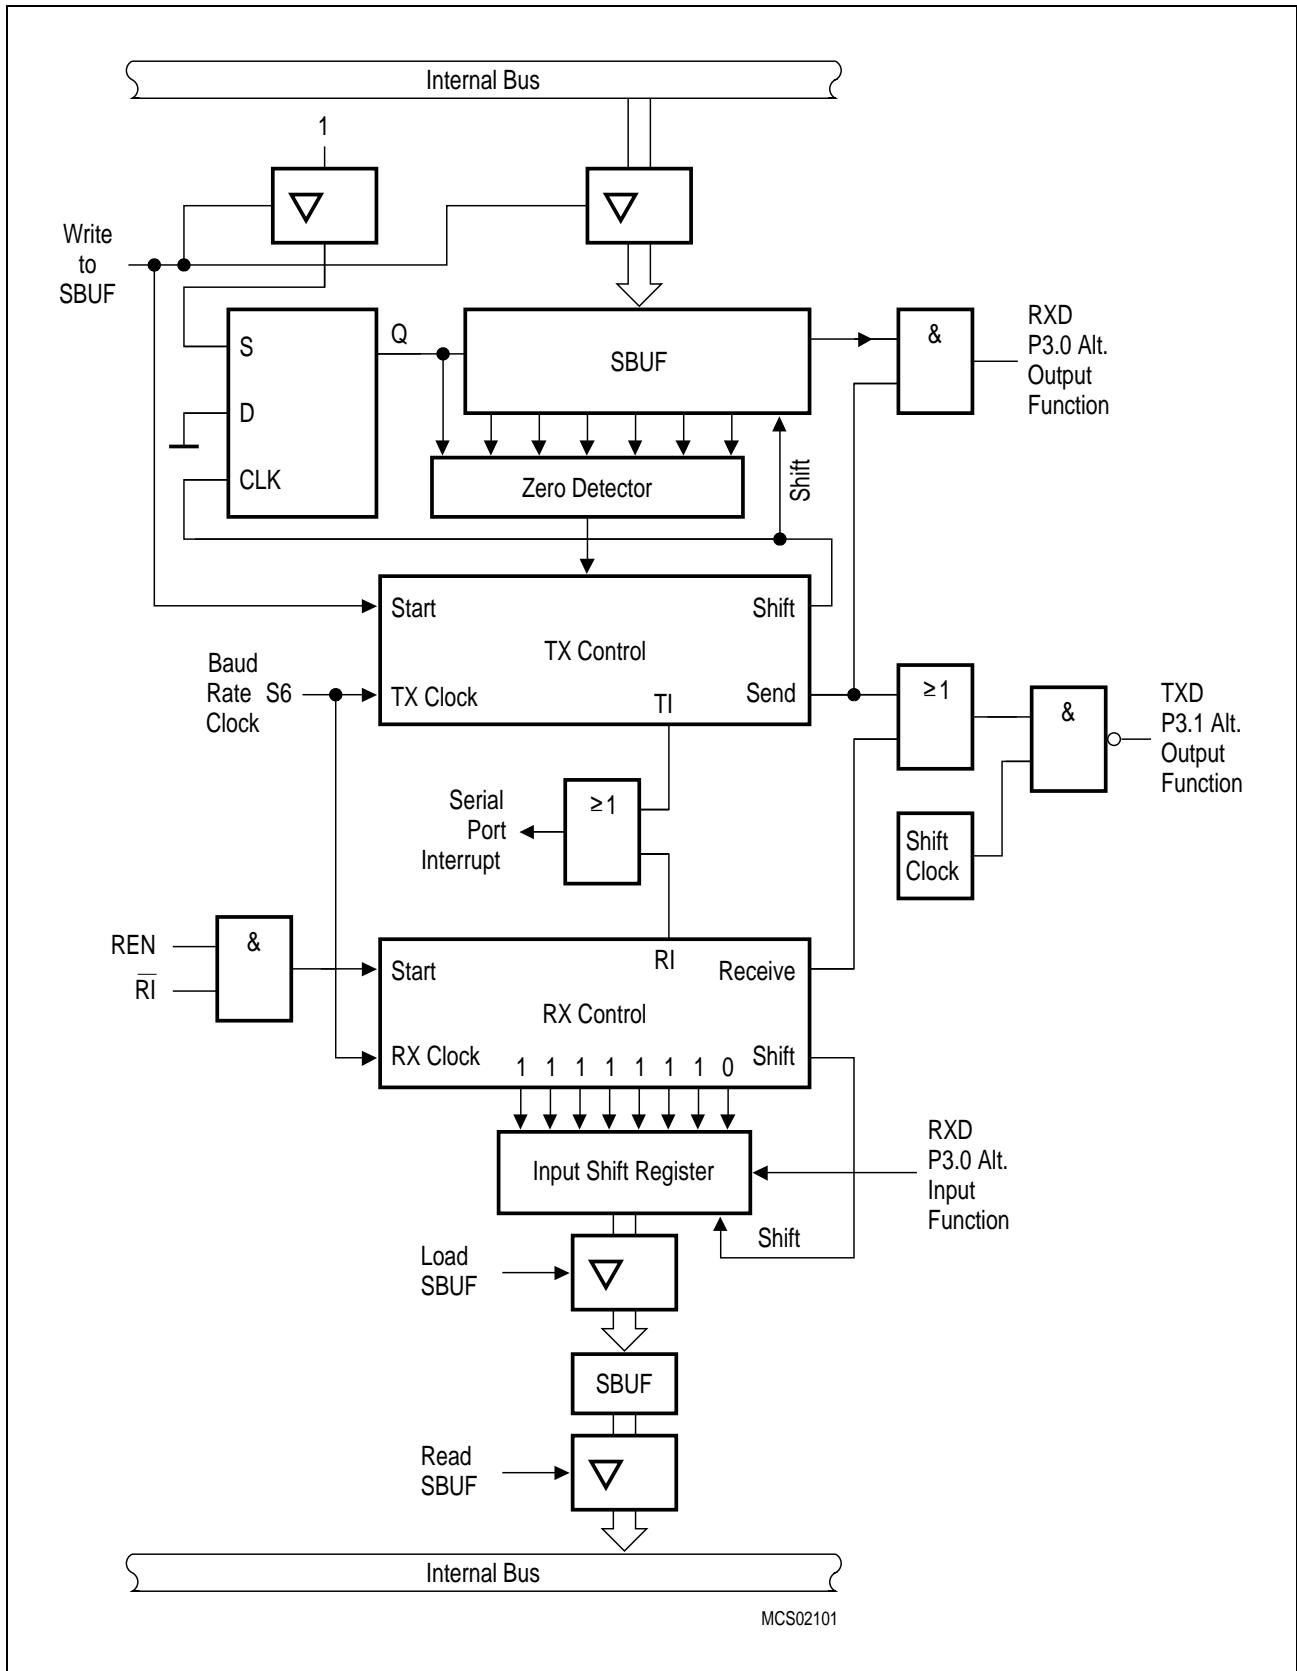 Internal Bus
1
Write
to
SBUF
S
Q
D
CLK
SBUF
&
RXD
P3.0 Alt.
Output
Function
Zero Detector
Shift
Start
Shift
TX Control
Baud
Rate S6
Clock
TX Clock
TI
Send
≥1
&
TXD
P3.1 Alt.
Output
Function
Serial
Port
Interrupt
≥1
Shift
Clock
REN
R̅I̅
&
Start
RI
Receive
RX Control
RX Clock
Shift
1 1 1 1 1 1 1 0
Input Shift Register
RXD
P3.0 Alt.
Input
Function
Shift
Load
SBUF
SBUF
Read
SBUF
Internal Bus
MCS02101